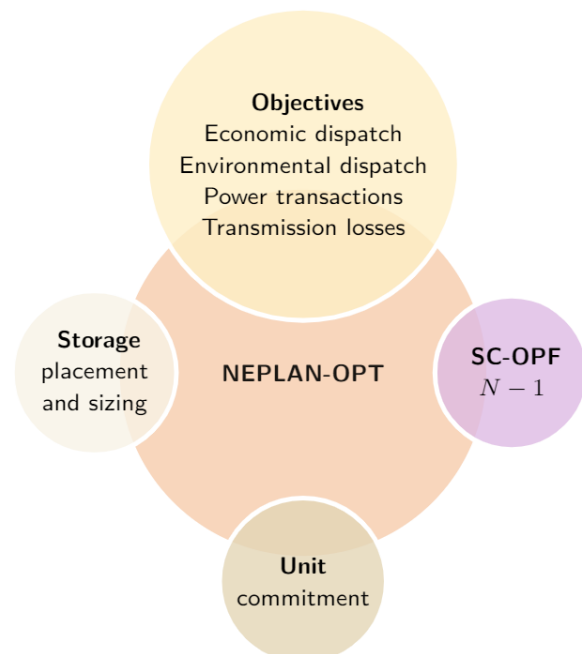 Objectives
Economic dispatch
Environmental dispatch
Power transactions
Transmission losses
Storage
placement
and sizing
NEPLAN-OPT
SC-OPF
N − 1
Unit
commitment